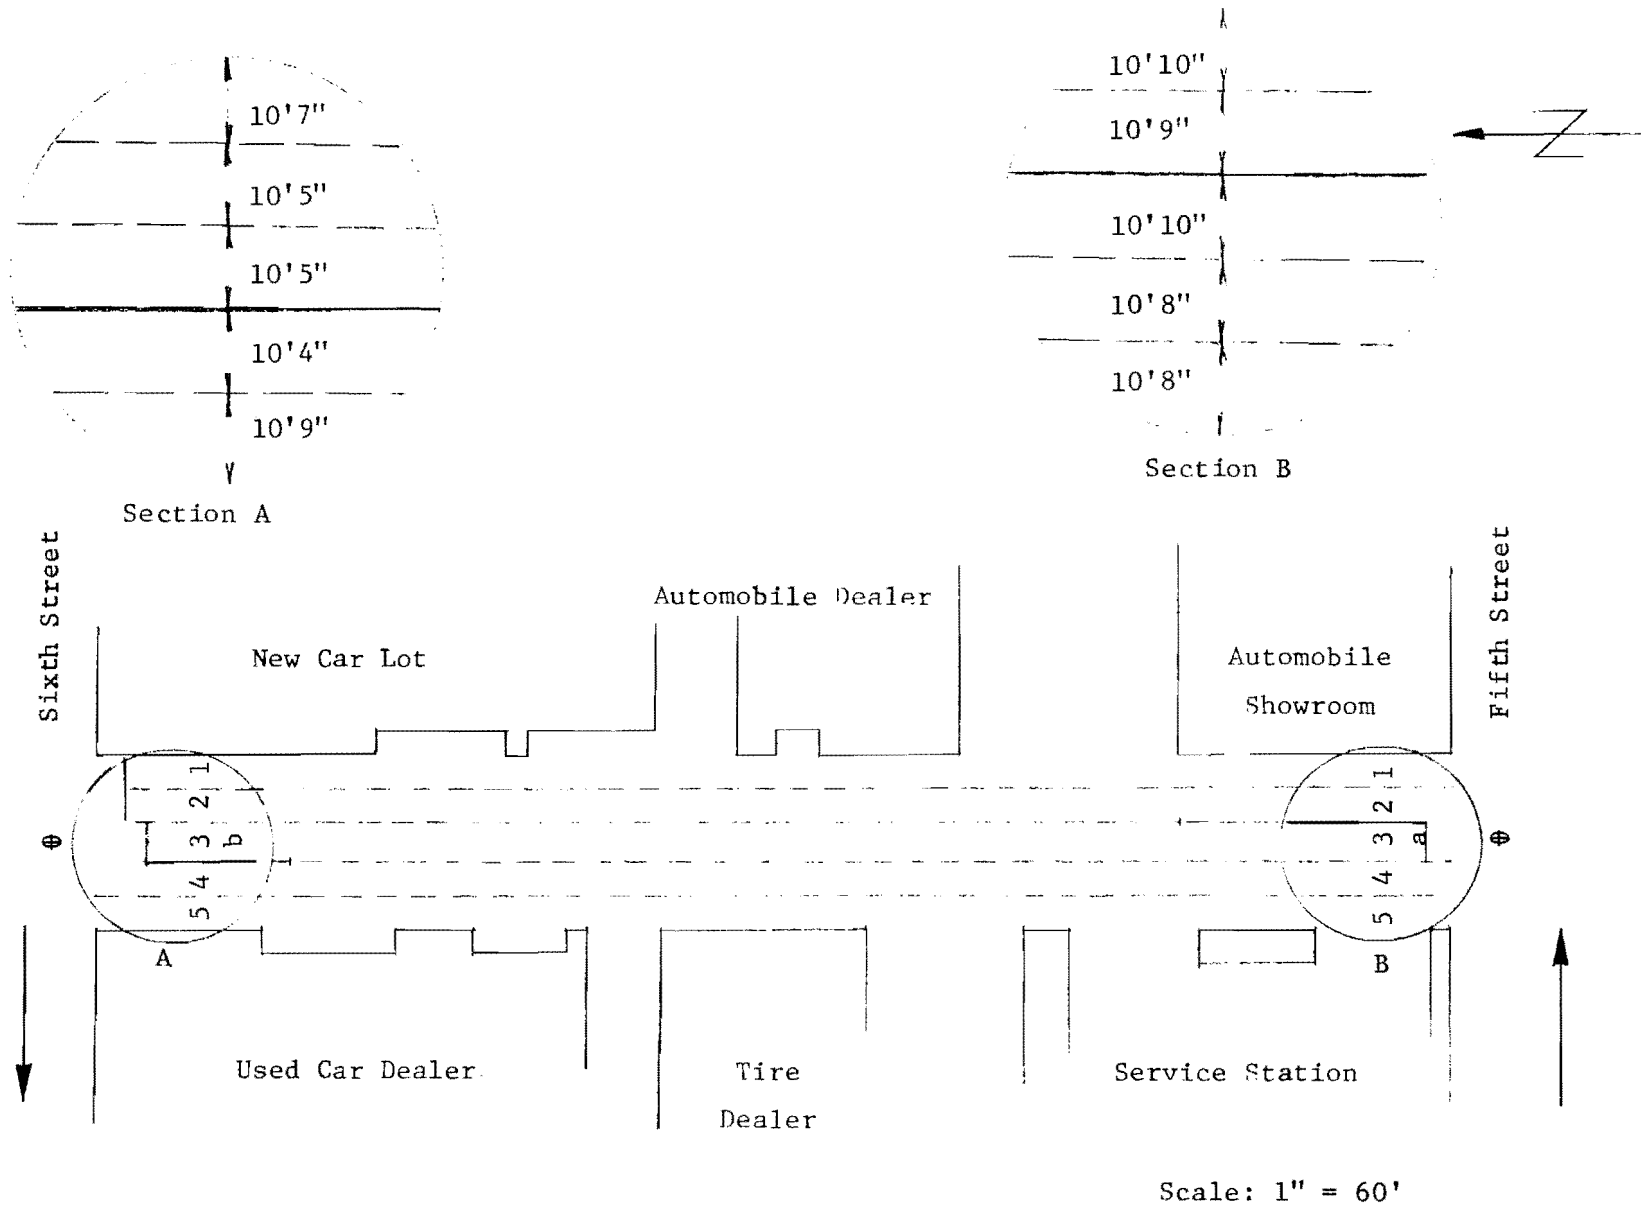 10'7"
10'5"
10'5"
10'4"
10'9"
Section A
10'10"
10'9"
10'10"
10'8"
10'8"
Section B
Z
Sixth Street
New Car Lot
Automobile Dealer
Automobile
Showroom
Fifth Street
1
2
3 b
4
5
A
1
2
3 a
4
5
B
Used Car Dealer
Tire
Dealer
Service Station
Scale: 1" = 60'